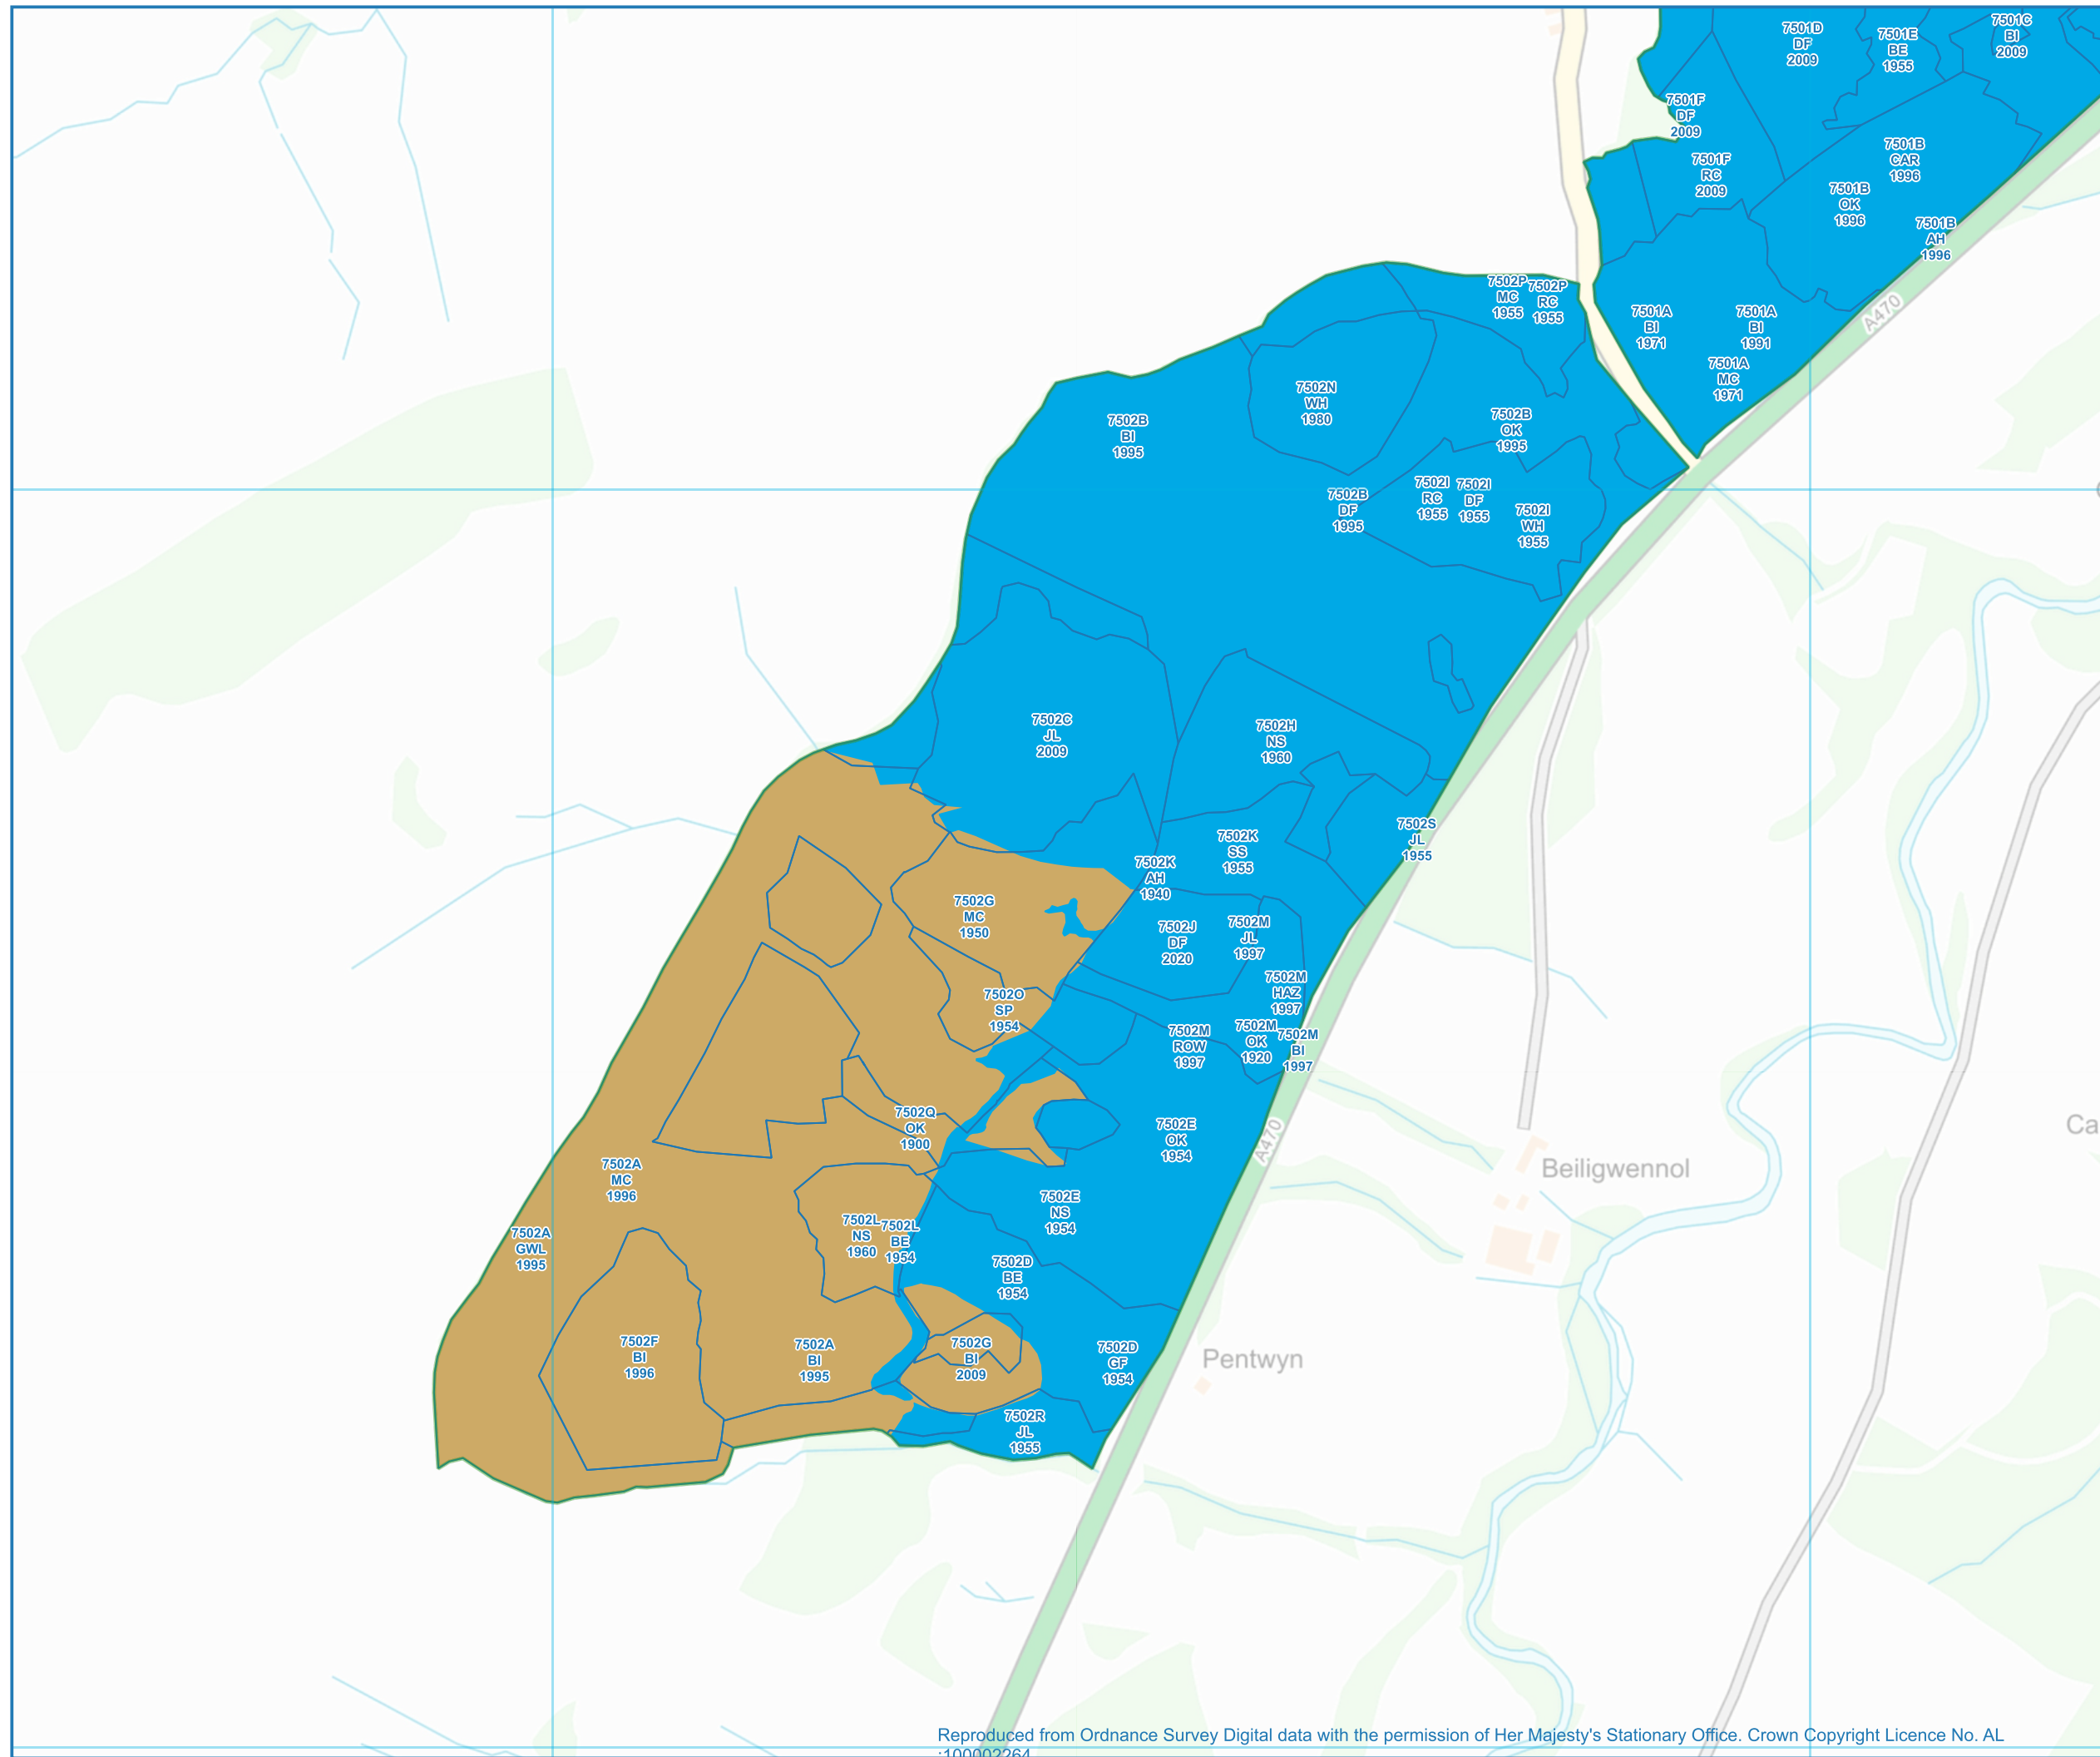 7501D
DF
2009
7501E
BE
1955
7501C
BI
2009
7501F
DF
2009
7501F
RC
2009
7501B
CAR
1996
7501B
OK
1996
7501B
AH
1996
A470
7501A
BI
1971
7501A
BI
1991
7501A
MC
1971
7502P
MC
1955
7502P
RC
1955
7502N
WH
1980
7502B
BI
1995
7502B
OK
1995
7502B
DF
1995
7502I
RC
1955
7502I
DF
1955
7502I
WH
1955
7502C
JL
2009
7502H
NS
1960
7502S
JL
1955
7502K
SS
1955
7502K
AH
1940
7502G
MC
1950
7502J
DF
2020
7502M
JL
1997
7502M
HAZ
1997
7502O
SP
1954
7502M
ROW
1997
7502M
OK
1920
7502M
BI
1997
7502Q
OK
1900
7502E
OK
1954
A470
Ca
Beiligwennol
7502A
MC
1996
7502E
NS
1954
7502A
GWL
1995
7502L
NS
1960
7502L
BE
1954
7502D
BE
1954
7502F
BI
1996
7502A
BI
1995
7502G
BI
2009
7502D
GF
1954
Pentwyn
7502R
JL
1955
Reproduced from Ordnance Survey Digital data with the permission of Her Majesty's Stationary Office. Crown Copyright Licence No. AL
:100002264